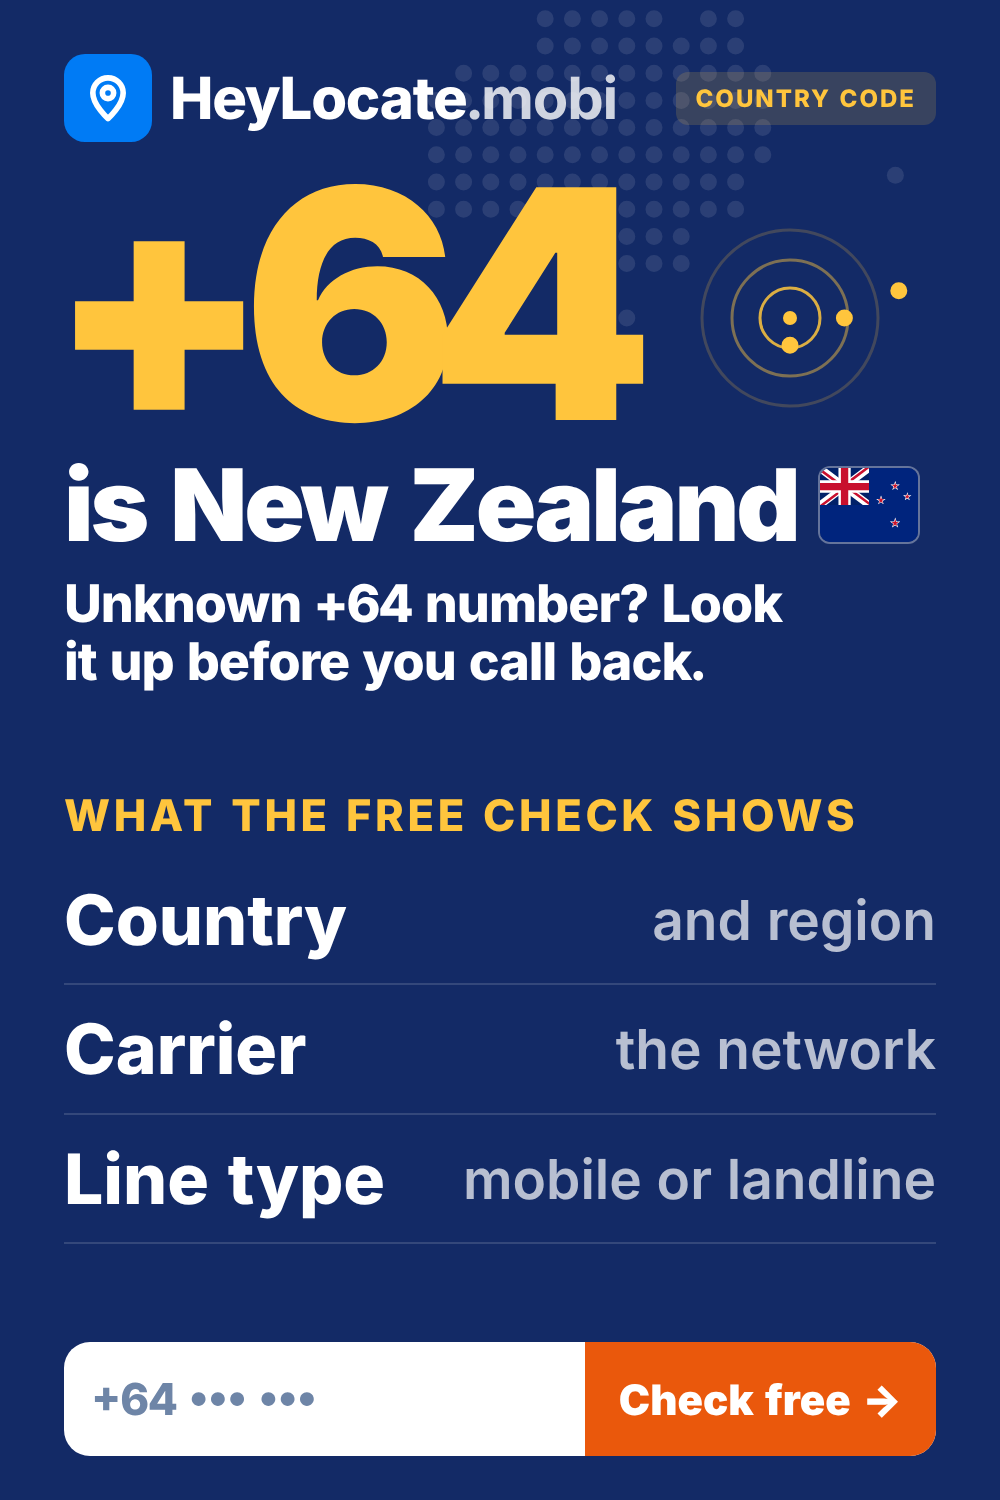 HeyLocate.mobi
COUNTRY CODE
+64
is New Zealand
Unknown +64 number? Look
it up before you call back.
WHAT THE FREE CHECK SHOWS
Country and region
Carrier the network
Line type mobile or landline
+64 ••• •••
Check free →